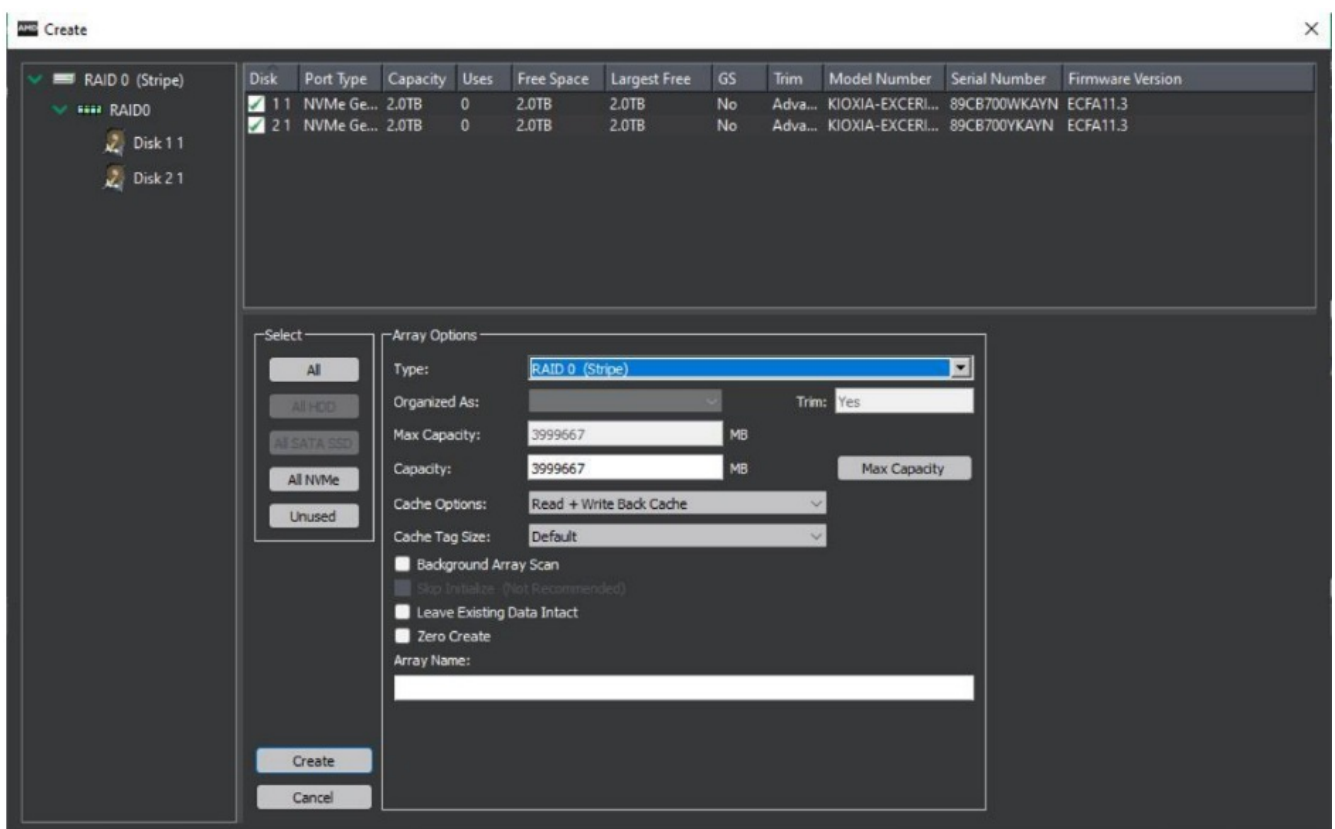 AMD Create
RAID 0 (Stripe)
RAID0
Disk 1 1
Disk 2 1
Disk Port Type Capacity Uses Free Space Largest Free GS Trim Model Number Serial Number Firmware Version
1 1 NVMe Ge... 2.0TB 0 2.0TB 2.0TB No Adva... KIOXIA-EXCERI... 89CB700WKAYN ECFA11.3
2 1 NVMe Ge... 2.0TB 0 2.0TB 2.0TB No Adva... KIOXIA-EXCERI... 89CB700YKAYN ECFA11.3
Select
All
All HDD
All SATA SSD
All NVMe
Unused
Array Options
Type: RAID 0 (Stripe)
Organized As: Trim: Yes
Max Capacity: 3999667 MB
Capacity: 3999667 MB Max Capacity
Cache Options: Read + Write Back Cache
Cache Tag Size: Default
Background Array Scan
Skip Initialize (Not Recommended)
Leave Existing Data Intact
Zero Create
Array Name:
Create
Cancel